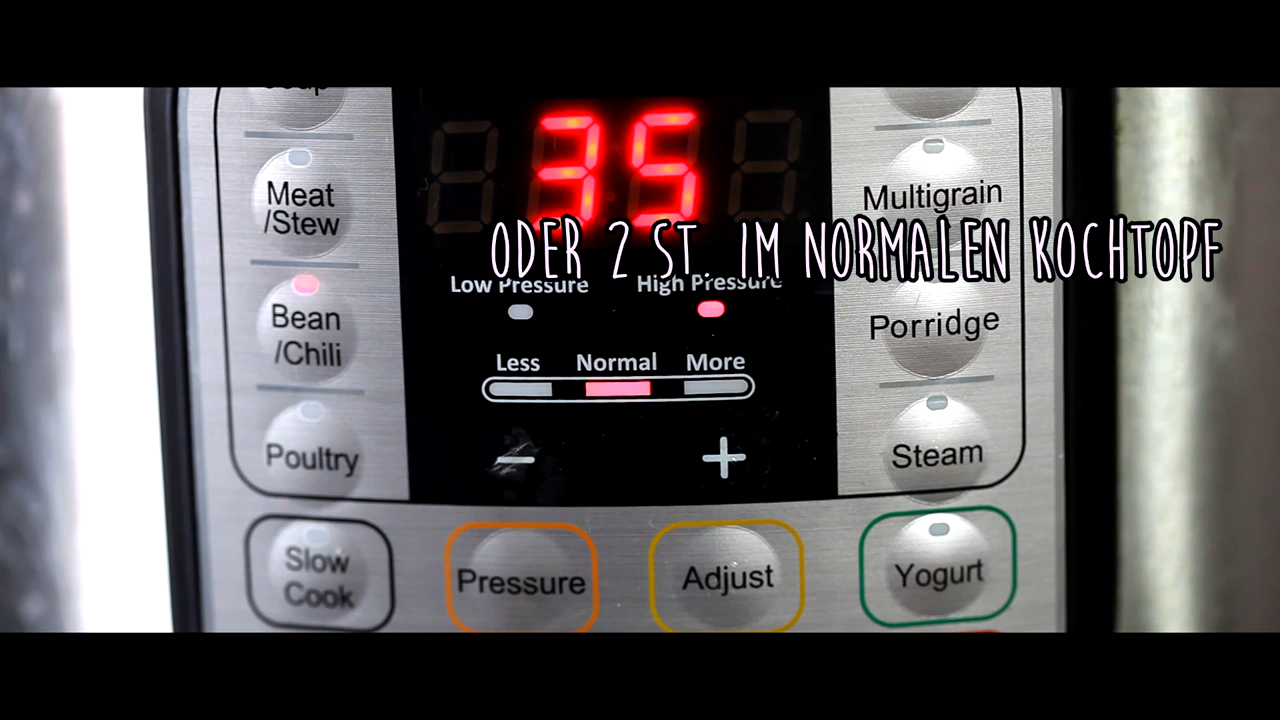 Soup
35
Meat
/Stew
Multigrain
ODER 2 ST. IM NORMALEN KOCHTOPF
Low Pressure
High Pressure
Bean
/Chili
Porridge
Less
Normal
More
Poultry
−
+
Steam
Slow
Cook
Pressure
Adjust
Yogurt